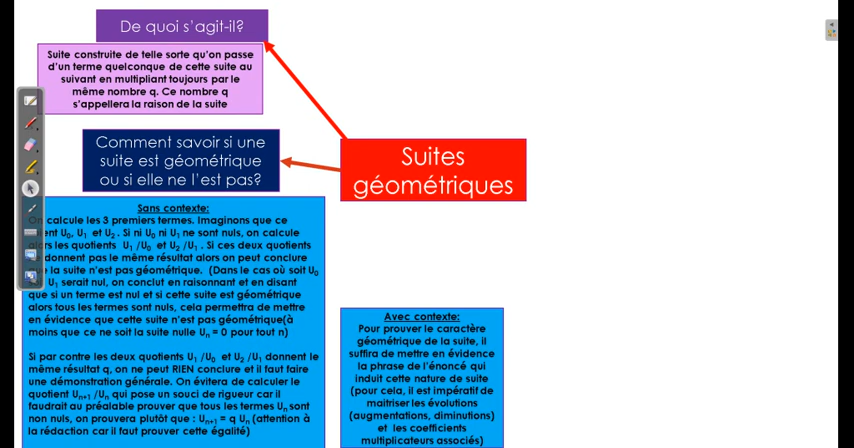 De quoi s'agit-il?
Suite construite de telle sorte qu'on passe
d'un terme quelconque de cette suite au
suivant en multipliant toujours par le
même nombre q. Ce nombre q
s'appellera la raison de la suite
Comment savoir si une
suite est géométrique
ou si elle ne l'est pas?
Suites
géométriques
Sans contexte:
On calcule les 3 premiers termes. Imaginons que ce
U₀, U₁ et U₂ . Si ni U₀ ni U₁ ne sont nuls, on calcule
les quotients U₁ /U₀ et U₂ /U₁ . Si ces deux quotients
donnent pas le même résultat alors on peut conclure
la suite n'est pas géométrique. (Dans le cas où soit U₀
U₁ serait nul, on conclut en raisonnant et en disant
que si un terme est nul et si cette suite est géométrique
alors tous les termes sont nuls, cela permettra de mettre
en évidence que cette suite n'est pas géométrique(à
moins que ce ne soit la suite nulle Uₙ = 0 pour tout n)
Si par contre les deux quotients U₁ /U₀ et U₂ /U₁ donnent le
même résultat q, on ne peut RIEN conclure et il faut faire
une démonstration générale. On évitera de calculer le
quotient Uₙ₊₁ /Uₙ qui pose un souci de rigueur car il
faudrait au préalable prouver que tous les termes Uₙ sont
non nuls, on prouvera plutôt que : Uₙ₊₁ = q Uₙ (attention à
la rédaction car il faut prouver cette égalité)
Avec contexte:
Pour prouver le caractère
géométrique de la suite, il
suffira de mettre en évidence
la phrase de l'énoncé qui
induit cette nature de suite
(pour cela, il est impératif de
maitriser les évolutions
(augmentations, diminutions)
et les coefficients
multiplicateurs associés)